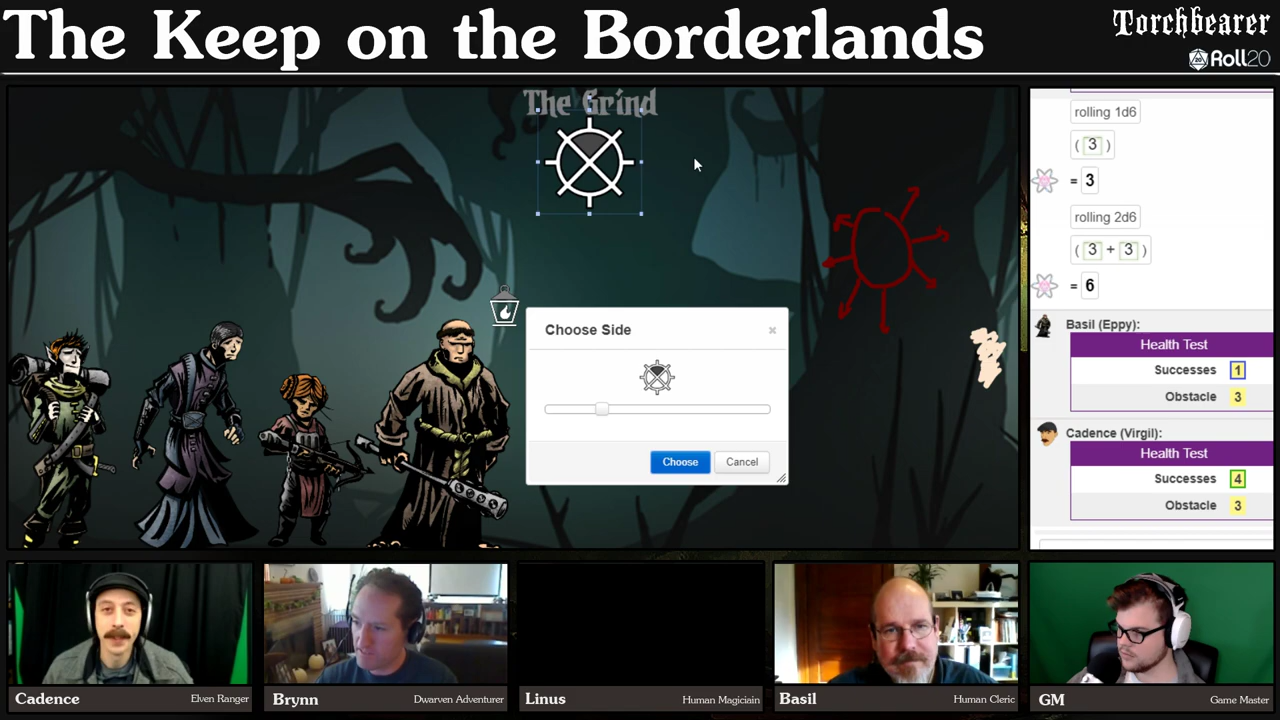 The Keep on the Borderlands
Torchbearer
Roll20
The Grind
Choose Side
×
Choose
Cancel
rolling 1d6
( 3 )
= 3
rolling 2d6
( 3 + 3 )
= 6
Basil (Eppy):
Health Test
Successes 1
Obstacle 3
Cadence (Virgil):
Health Test
Successes 4
Obstacle 3
Cadence
Elven Ranger
Brynn
Dwarven Adventurer
Linus
Human Magiciain
Basil
Human Cleric
GM
Game Master